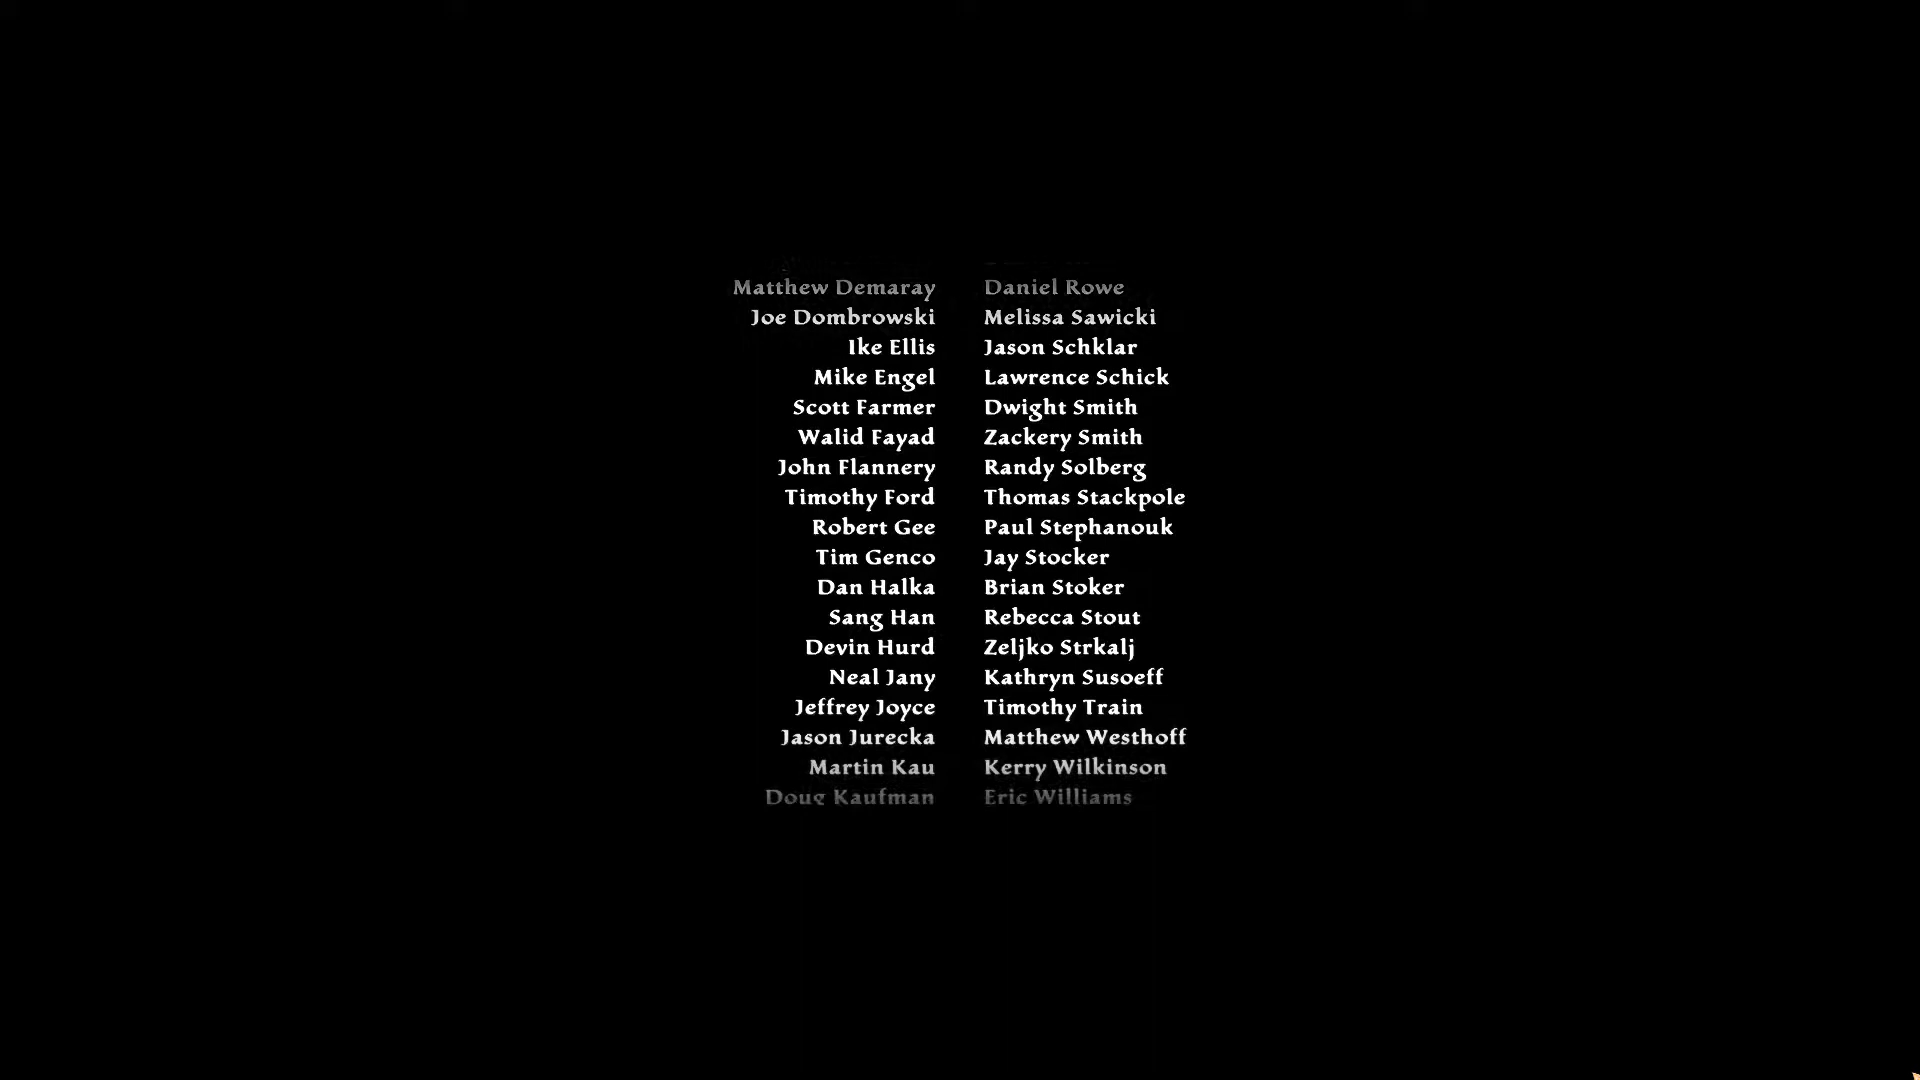 Matthew Demaray Daniel Rowe
Joe Dombrowski Melissa Sawicki
Ike Ellis Jason Schklar
Mike Engel Lawrence Schick
Scott Farmer Dwight Smith
Walid Fayad Zackery Smith
John Flannery Randy Solberg
Timothy Ford Thomas Stackpole
Robert Gee Paul Stephanouk
Tim Genco Jay Stocker
Dan Halka Brian Stoker
Sang Han Rebecca Stout
Devin Hurd Zeljko Strkalj
Neal Jany Kathryn Susoeff
Jeffrey Joyce Timothy Train
Jason Jurecka Matthew Westhoff
Martin Kau Kerry Wilkinson
Doug Kaufman Eric Williams